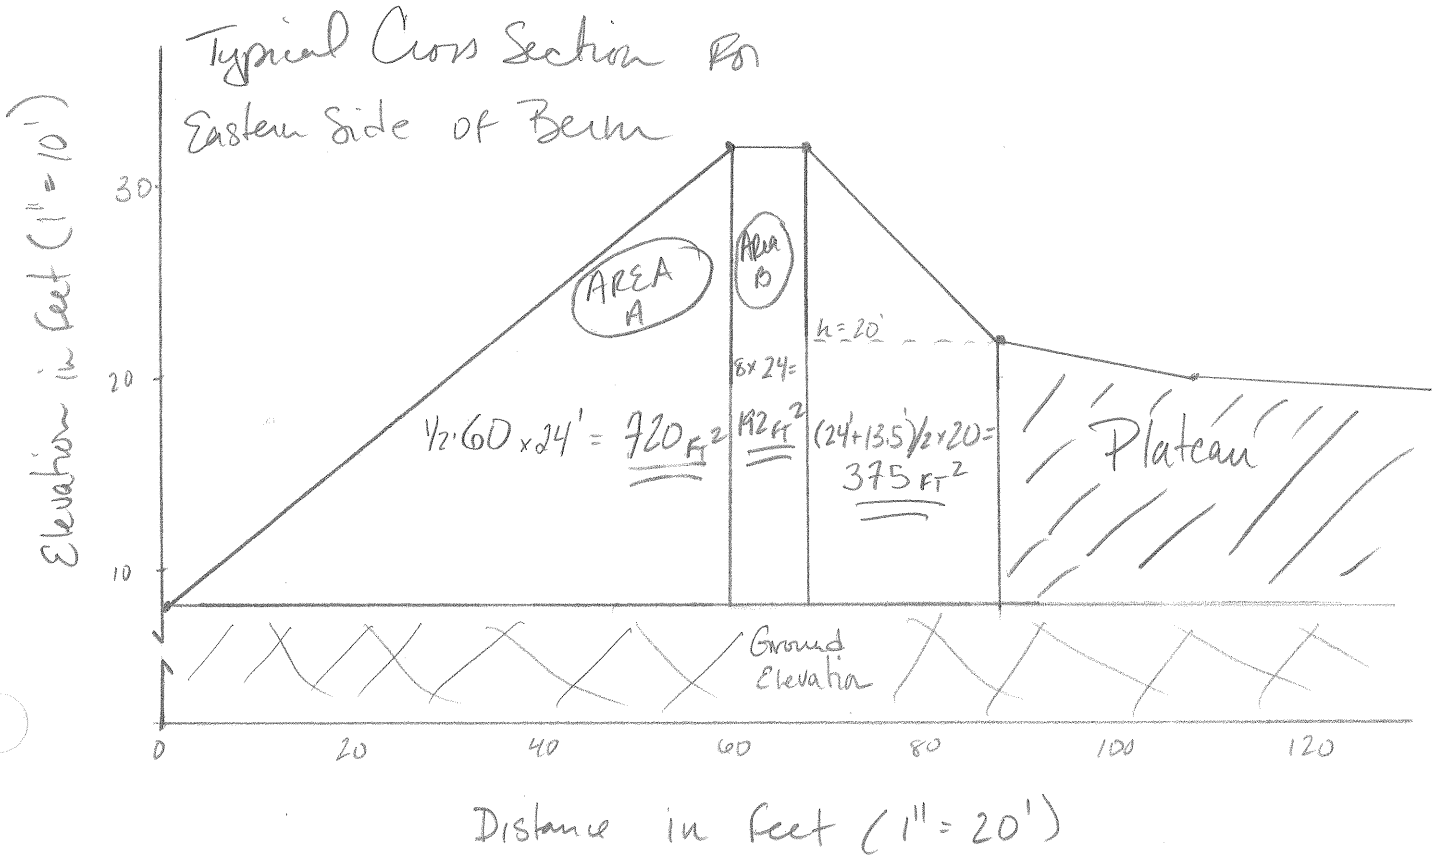 Typical Cross Section For
Eastern Side of Berm
Elevation in Feet (1"=10')
30
20
10
AREA
A
Area
B
h=20'
8x24=
192 FT²
1/2·60 x 24' = 720 FT²
(24'+13.5')/2x20=
375 FT²
Plateau
Ground
Elevation
0 20 40 60 80 100 120
Distance in Feet (1"=20')